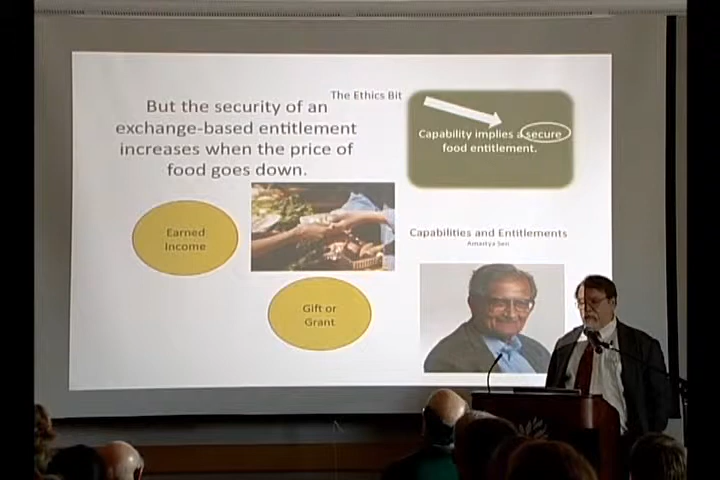 The Ethics Bit
But the security of an
exchange-based entitlement
increases when the price of
food goes down.
Capability implies a secure
food entitlement.
Earned
Income
Gift or
Grant
Capabilities and Entitlements
Amartya Sen